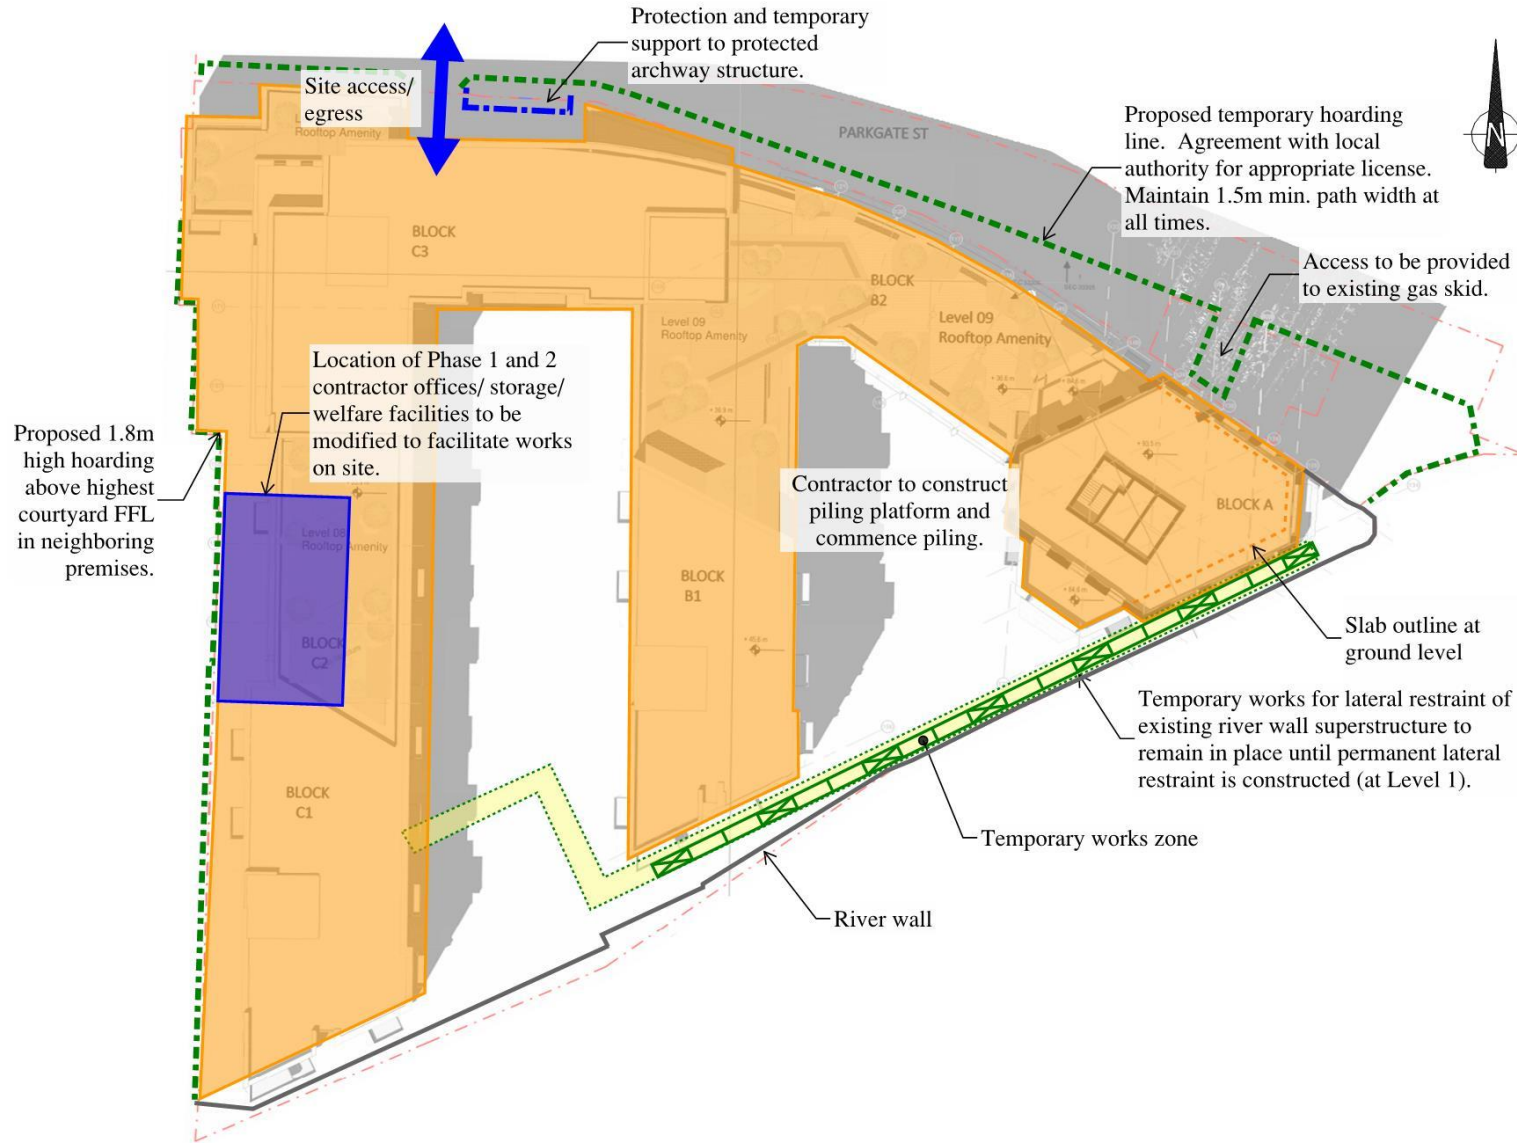 Protection and temporary
support to protected
archway structure.
Site access/
egress
Rooftop Amenity
PARKGATE ST
Proposed temporary hoarding
line. Agreement with local
authority for appropriate license.
Maintain 1.5m min. path width at
all times.
N
Access to be provided
to existing gas skid.
BLOCK
C3
BLOCK
B2
Level 09
Rooftop Amenity
Level 09
Rooftop Amenity
Location of Phase 1 and 2
contractor offices/ storage/
welfare facilities to be
modified to facilitate works
on site.
Proposed 1.8m
high hoarding
above highest
courtyard FFL
in neighboring
premises.
Contractor to construct
piling platform and
commence piling.
BLOCK A
Level 08
Rooftop Amenity
BLOCK
B1
BLOCK
C2
Slab outline at
ground level
Temporary works for lateral restraint of
existing river wall superstructure to
remain in place until permanent lateral
restraint is constructed (at Level 1).
BLOCK
C1
Temporary works zone
River wall